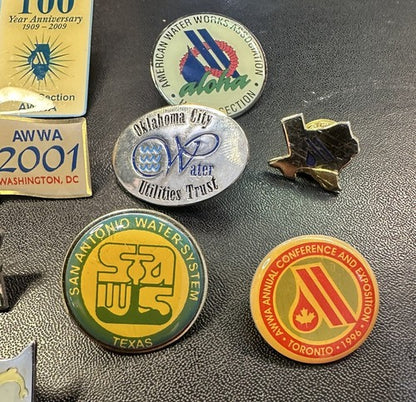 100
Year Anniversary
1909 - 2009
Section
AWWA
AMERICAN WATER WORKS ASSOCIATION
aloha
SECTION
AWWA
2001
WASHINGTON, DC
Oklahoma City
Water
Utilities Trust
SAN ANTONIO WATER SYSTEM
SAWS
TEXAS
AWWA ANNUAL CONFERENCE AND EXPOSITION
• TORONTO • 1996 •